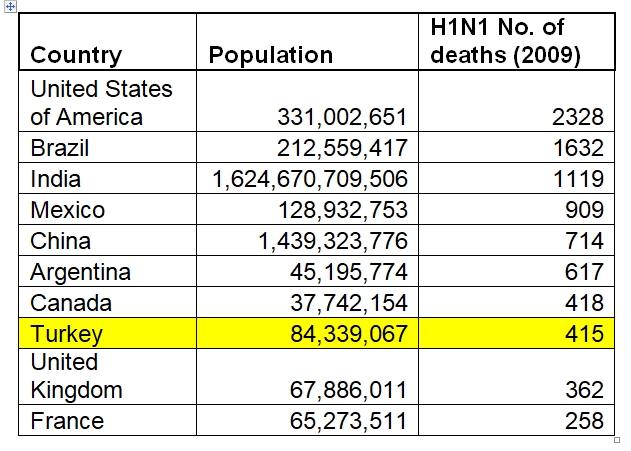 Country Population H1N1 No. of
deaths (2009)
United States
of America 331,002,651 2328
Brazil 212,559,417 1632
India 1,624,670,709,506 1119
Mexico 128,932,753 909
China 1,439,323,776 714
Argentina 45,195,774 617
Canada 37,742,154 418
Turkey 84,339,067 415
United
Kingdom 67,886,011 362
France 65,273,511 258